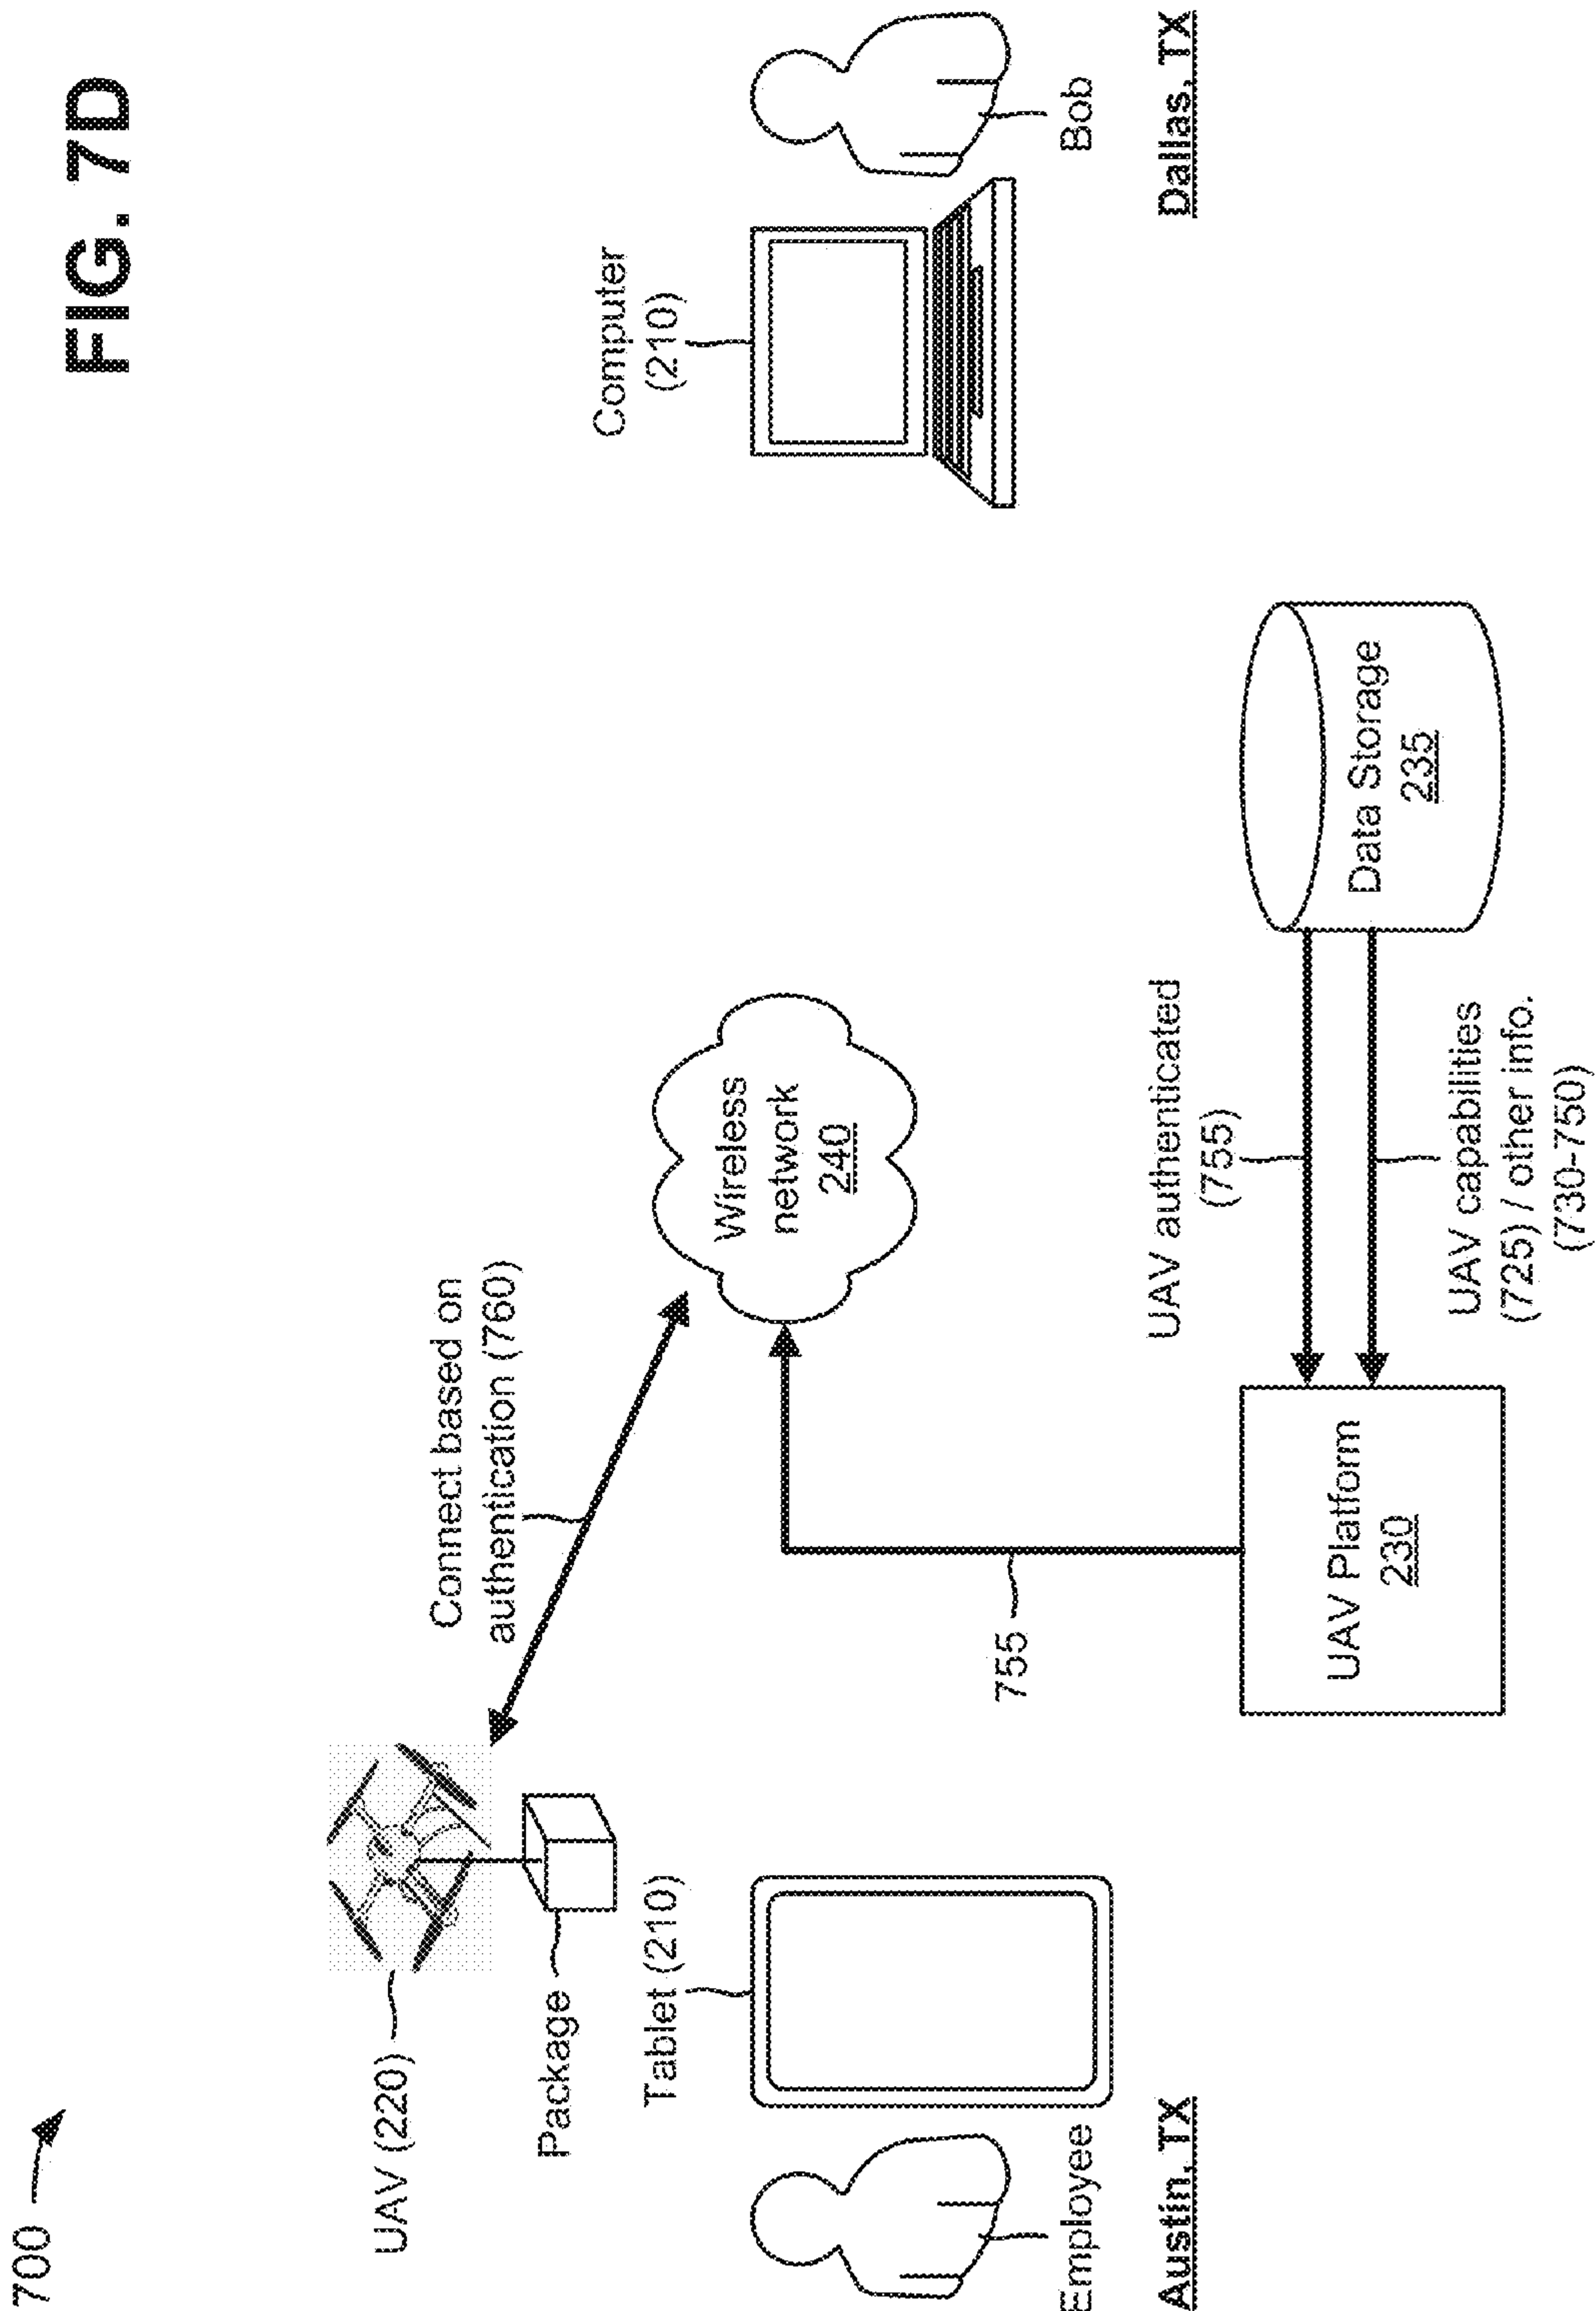 700
FIG. 7D
UAV (220)
Connect based on
authentication (760)
Package
Tablet (210)
Wireless
network
240
Computer
(210)
Employee
Austin, TX
755
Bob
Dallas, TX
UAV authenticated
(755)
UAV Platform
230
Data Storage
235
UAV capabilities
(725) / other info.
(730-750)